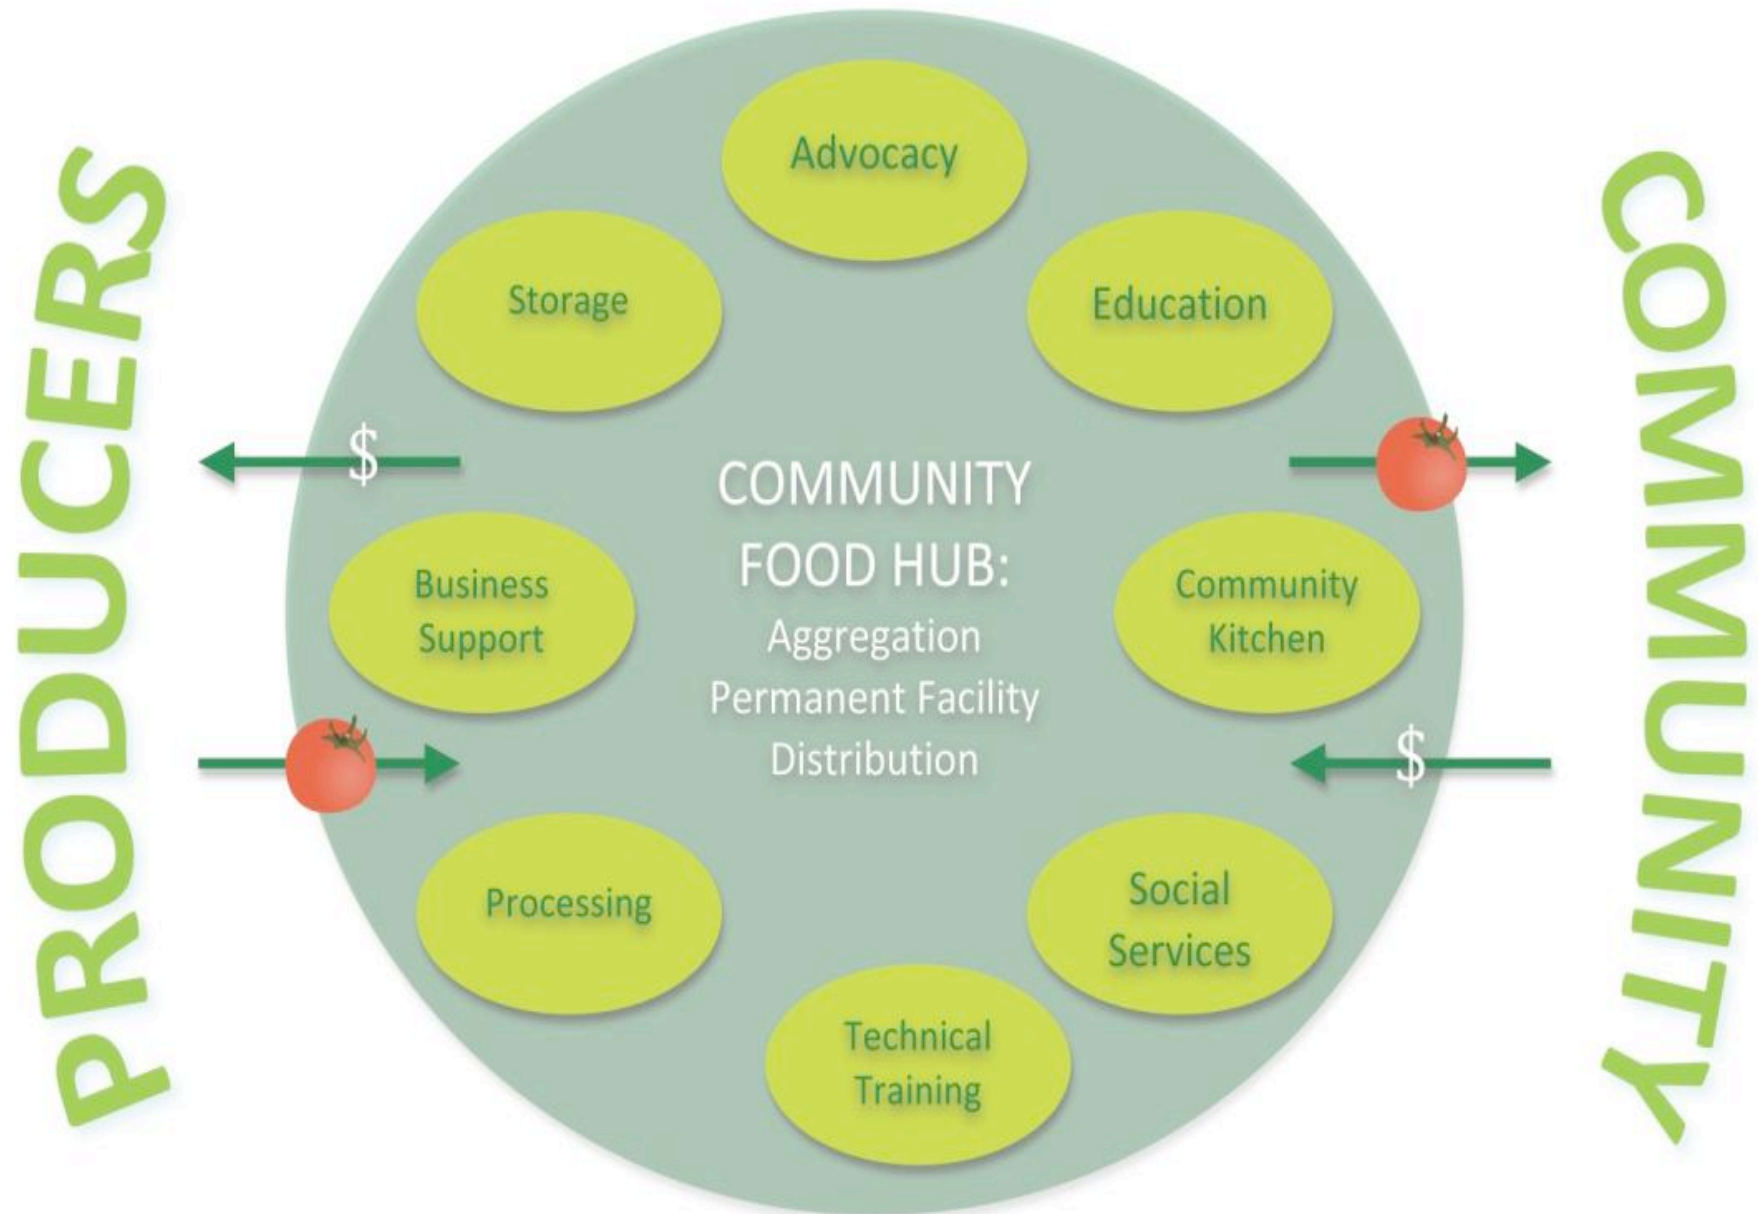 PRODUCERS
COMMUNITY
Advocacy
Storage
Education
$
COMMUNITY
FOOD HUB:
Aggregation
Permanent Facility
Distribution
Business
Support
Community
Kitchen
$
Processing
Social
Services
Technical
Training